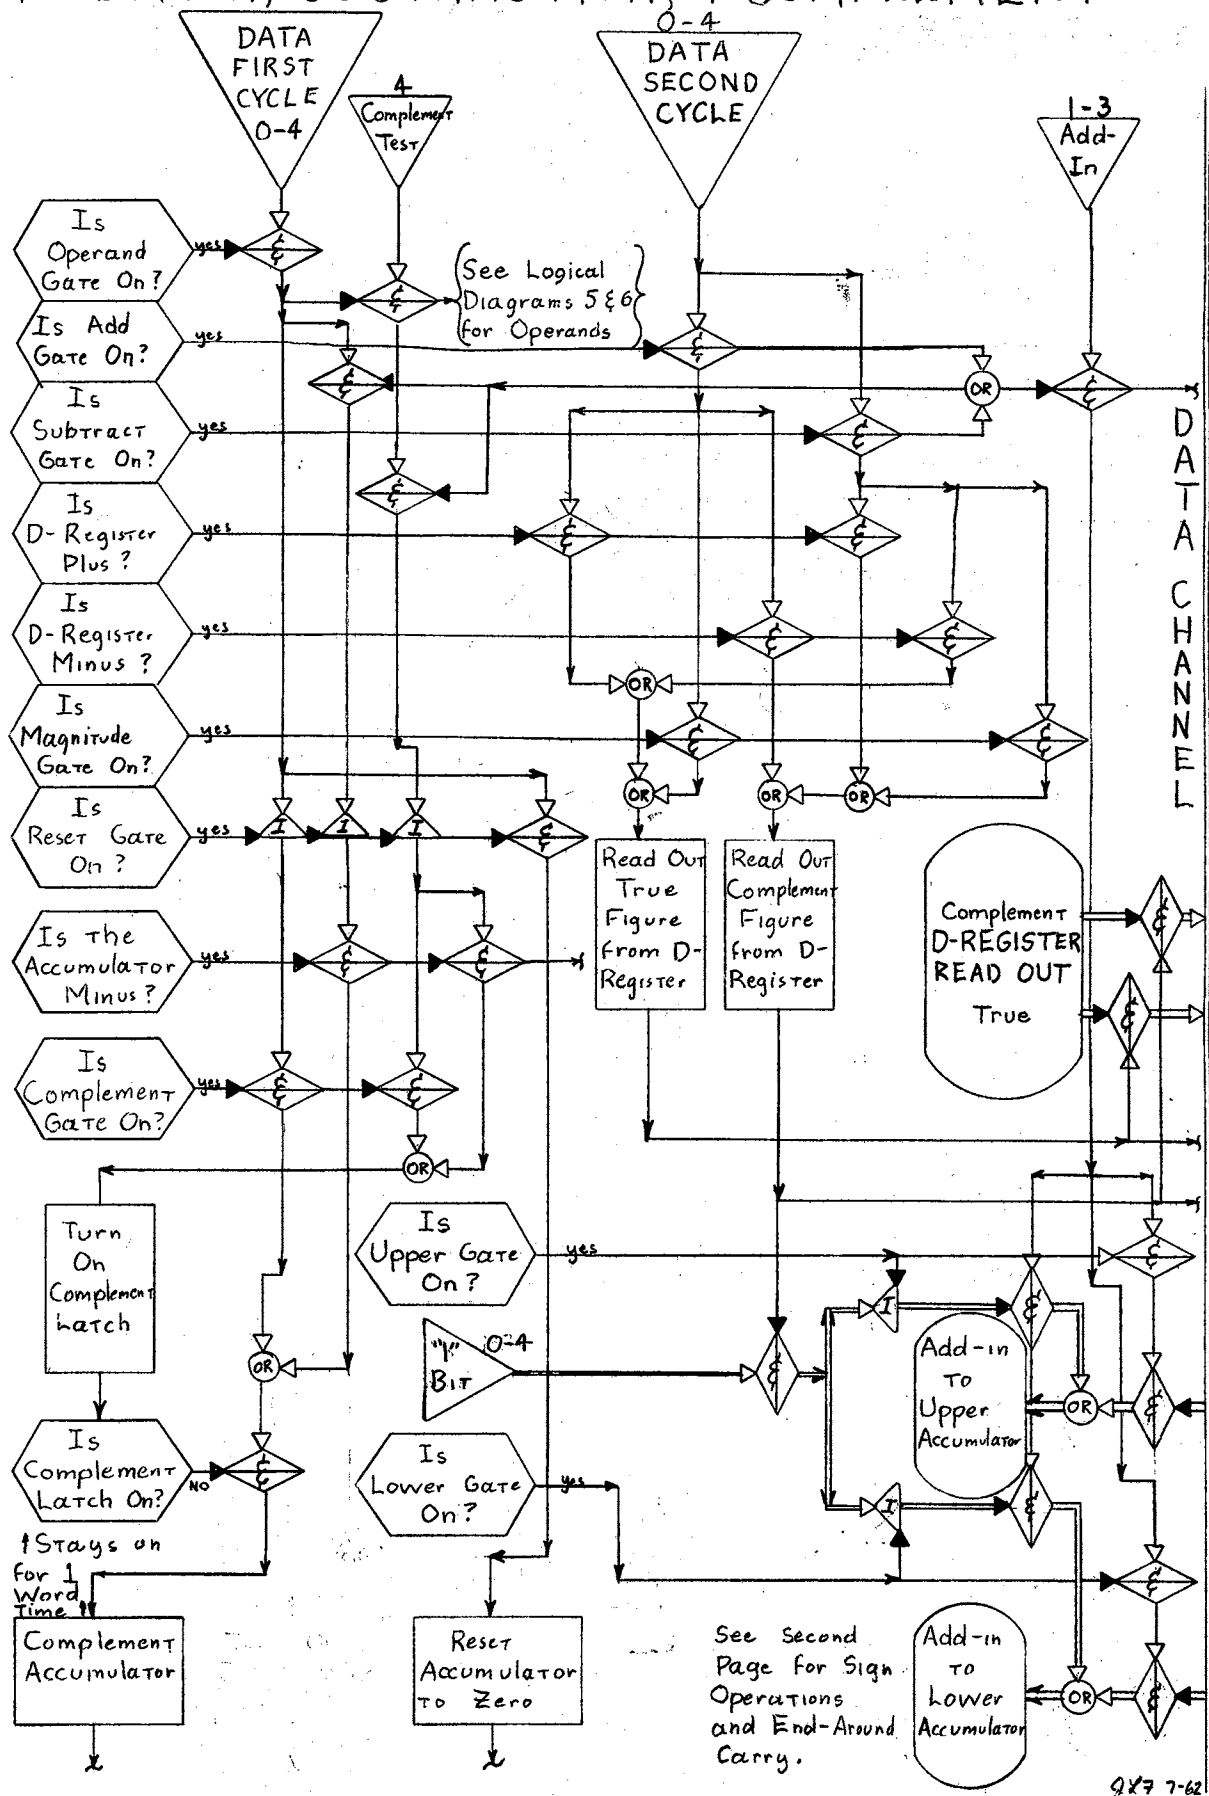 DATA
FIRST
CYCLE
0-4
4
Complement
Test
0-4
DATA
SECOND
CYCLE
1-3
Add-
In
Is
Operand
Gate On?
yes
&
&
See Logical
Diagrams 5 & 6
for Operands
Is Add
Gate On?
yes
&
&
OR
&
Is
Subtract
Gate On?
yes
&
&
Is
D-Register
Plus?
yes
&
&
Is
D-Register
Minus?
yes
&
&
OR
Is
Magnitude
Gate On?
yes
&
&
OR
OR
OR
Is
Reset Gate
On?
yes
I
I
I
&
DATA CHANNEL
Read Out
True
Figure
from D-
Register
Read Out
Complement
Figure
from D-
Register
Complement
D-REGISTER
READ OUT
True
&
&
Is the
Accumulator
Minus?
yes
&
&
Is
Complement
Gate On?
yes
&
&
OR
Turn
On
Complement
Latch
Is
Upper Gate
On?
yes
&
I
&
"1"
Bit
0-4
&
OR
Add-in
To
Upper
Accumulator
OR
&
Is
Complement
Latch On?
NO
&
Is
Lower Gate
On?
yes
I
&
↑Stays on
for 1
Word
Time↑
&
Complement
Accumulator
Reset
Accumulator
to Zero
See Second
Page for Sign
Operations
and End-Around
Carry.
Add-in
To
Lower
Accumulator
OR
&
7-62